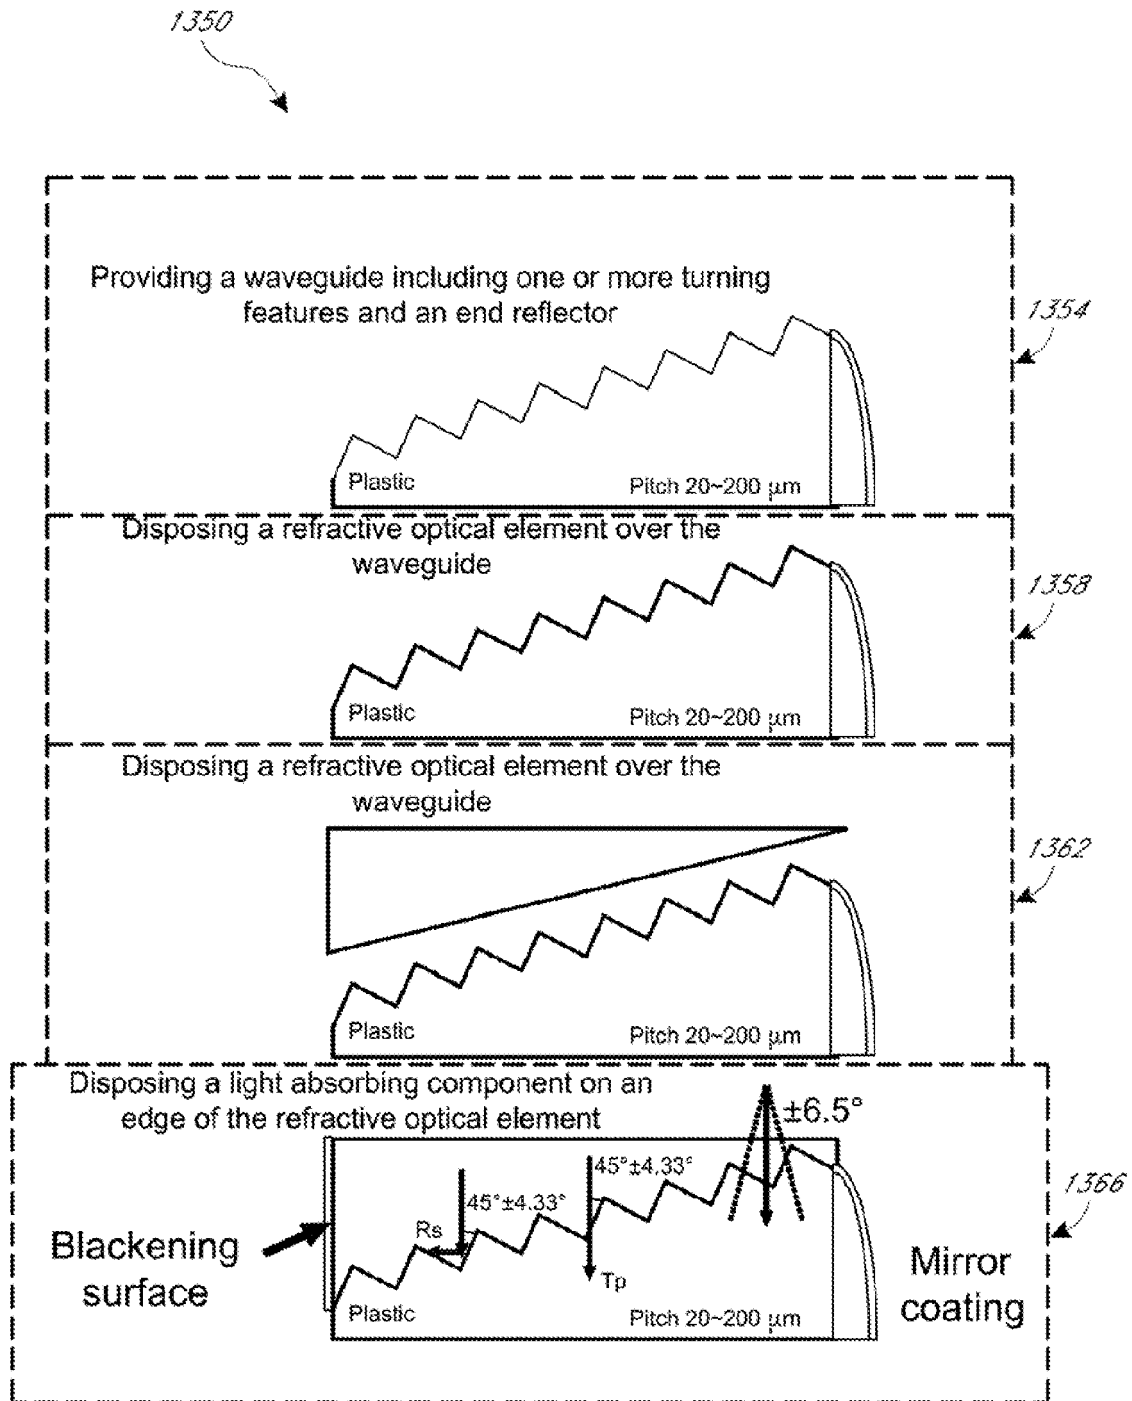 1350
Providing a waveguide including one or more turning
features and an end reflector
1354
Plastic
Pitch 20~200 μm
Disposing a refractive optical element over the
waveguide
1358
Plastic
Pitch 20~200 μm
Disposing a refractive optical element over the
waveguide
1362
Plastic
Pitch 20~200 μm
Disposing a light absorbing component on an
edge of the refractive optical element
±6.5°
45°±4.33°
1366
45°±4.33°
Rs
Blackening
surface
Tp
Mirror
coating
Plastic
Pitch 20~200 μm